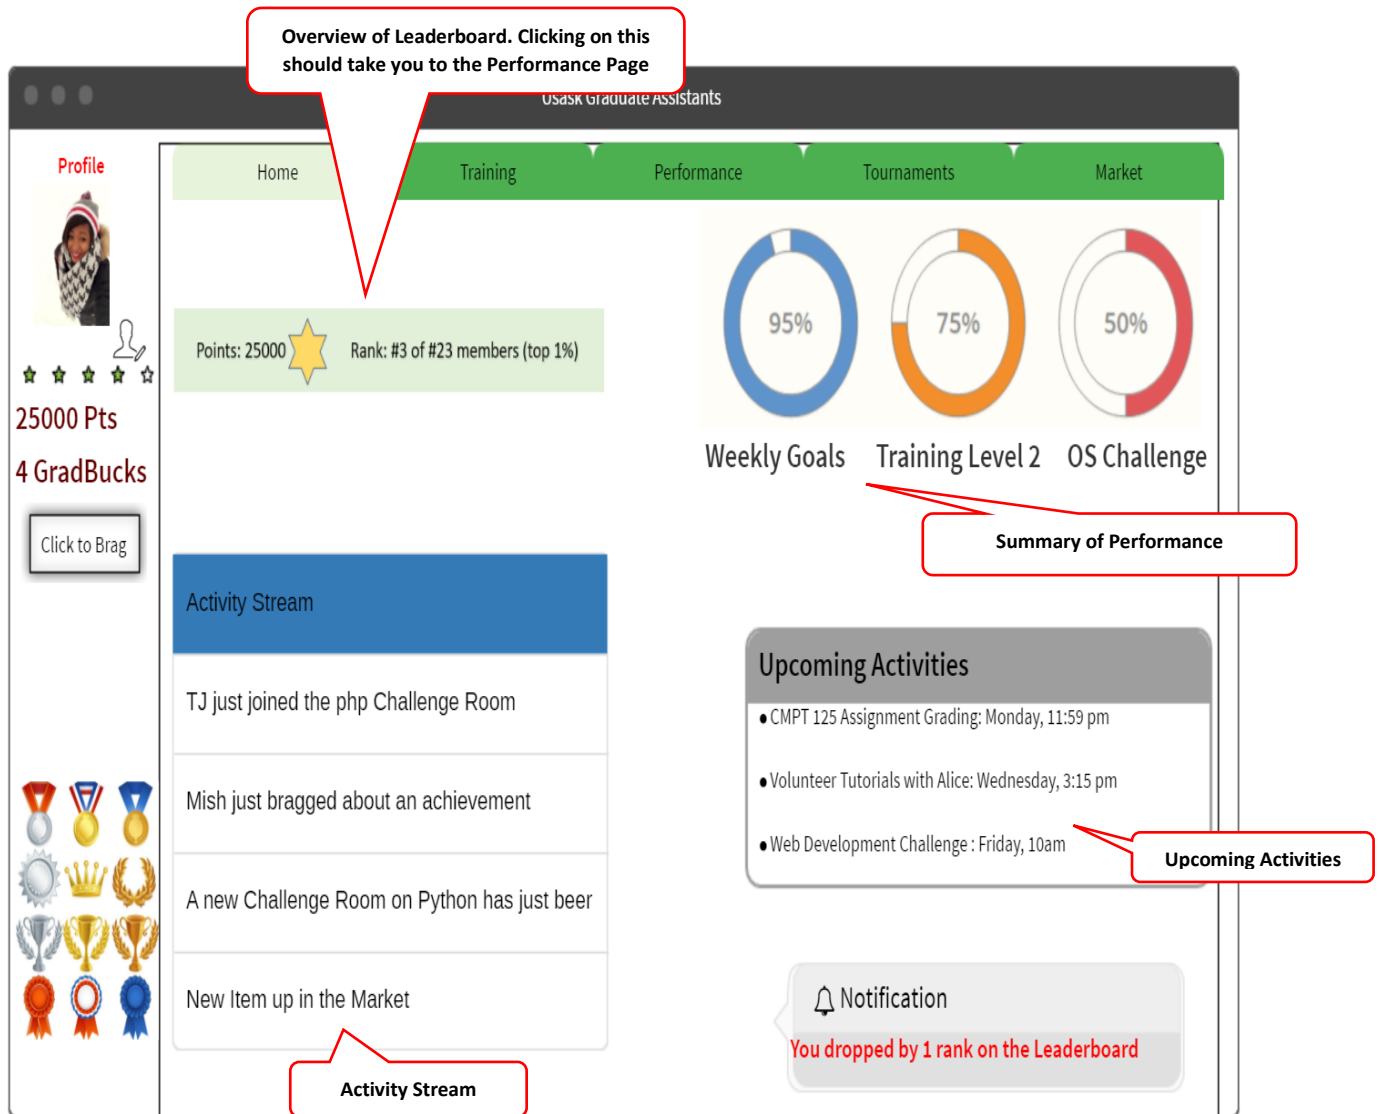 Overview of Leaderboard. Clicking on this
should take you to the Performance Page
Usask Graduate Assistants
Profile
Home
Training
Performance
Tournaments
Market
Points: 25000
Rank: #3 of #23 members (top 1%)
95%
75%
50%
Weekly Goals
Training Level 2
OS Challenge
25000 Pts
4 GradBucks
Click to Brag
Summary of Performance
Activity Stream
TJ just joined the php Challenge Room
Mish just bragged about an achievement
A new Challenge Room on Python has just beer
New Item up in the Market
Activity Stream
Upcoming Activities
● CMPT 125 Assignment Grading: Monday, 11:59 pm
● Volunteer Tutorials with Alice: Wednesday, 3:15 pm
● Web Development Challenge : Friday, 10am
Upcoming Activities
Notification
You dropped by 1 rank on the Leaderboard